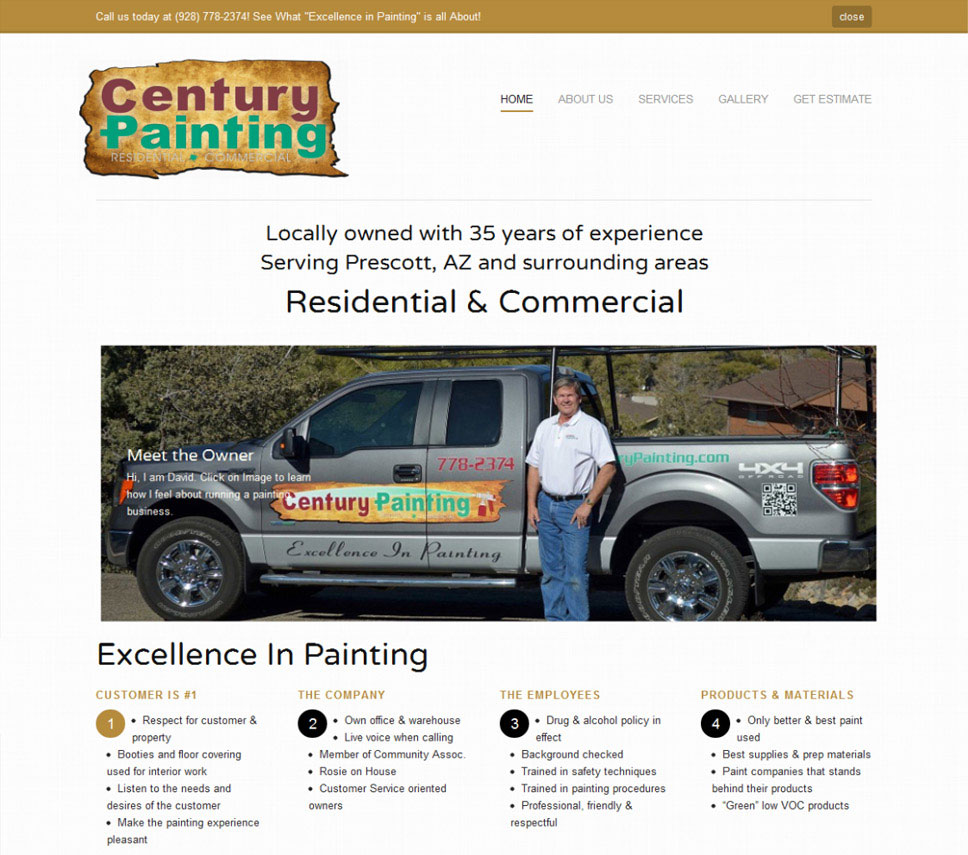 Call us today at (928) 778-2374! See What "Excellence in Painting" is all About!
close
Century
Painting
RESIDENTIAL COMMERCIAL
HOME
ABOUT US
SERVICES
GALLERY
GET ESTIMATE
Locally owned with 35 years of experience
Serving Prescott, AZ and surrounding areas
Residential & Commercial
Meet the Owner
Hi, I am David. Click on Image to learn
how I feel about running a painting
business.
778-2374
ryPainting.com
4X4
OFF ROAD
Century Painting
Excellence In Painting
Excellence In Painting
CUSTOMER IS #1
1
• Respect for customer &
property
• Booties and floor covering
used for interior work
• Listen to the needs and
desires of the customer
• Make the painting experience
pleasant
THE COMPANY
2
• Own office & warehouse
• Live voice when calling
• Member of Community Assoc.
• Rosie on House
• Customer Service oriented
owners
THE EMPLOYEES
3
• Drug & alcohol policy in
effect
• Background checked
• Trained in safety techniques
• Trained in painting procedures
• Professional, friendly &
respectful
PRODUCTS & MATERIALS
4
• Only better & best paint
used
• Best supplies & prep materials
• Paint companies that stands
behind their products
• “Green” low VOC products